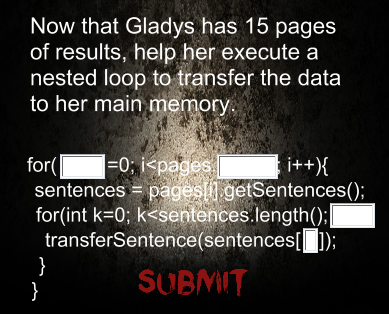 Now that Gladys has 15 pages
of results, help her execute a
nested loop to transfer the data
to her main memory.
for( =0; i<pages. ; i++){
sentences = pages[i].getSentences();
for(int k=0; k<sentences.length();
transferSentence(sentences[ ]);
}
}
SUBMIT